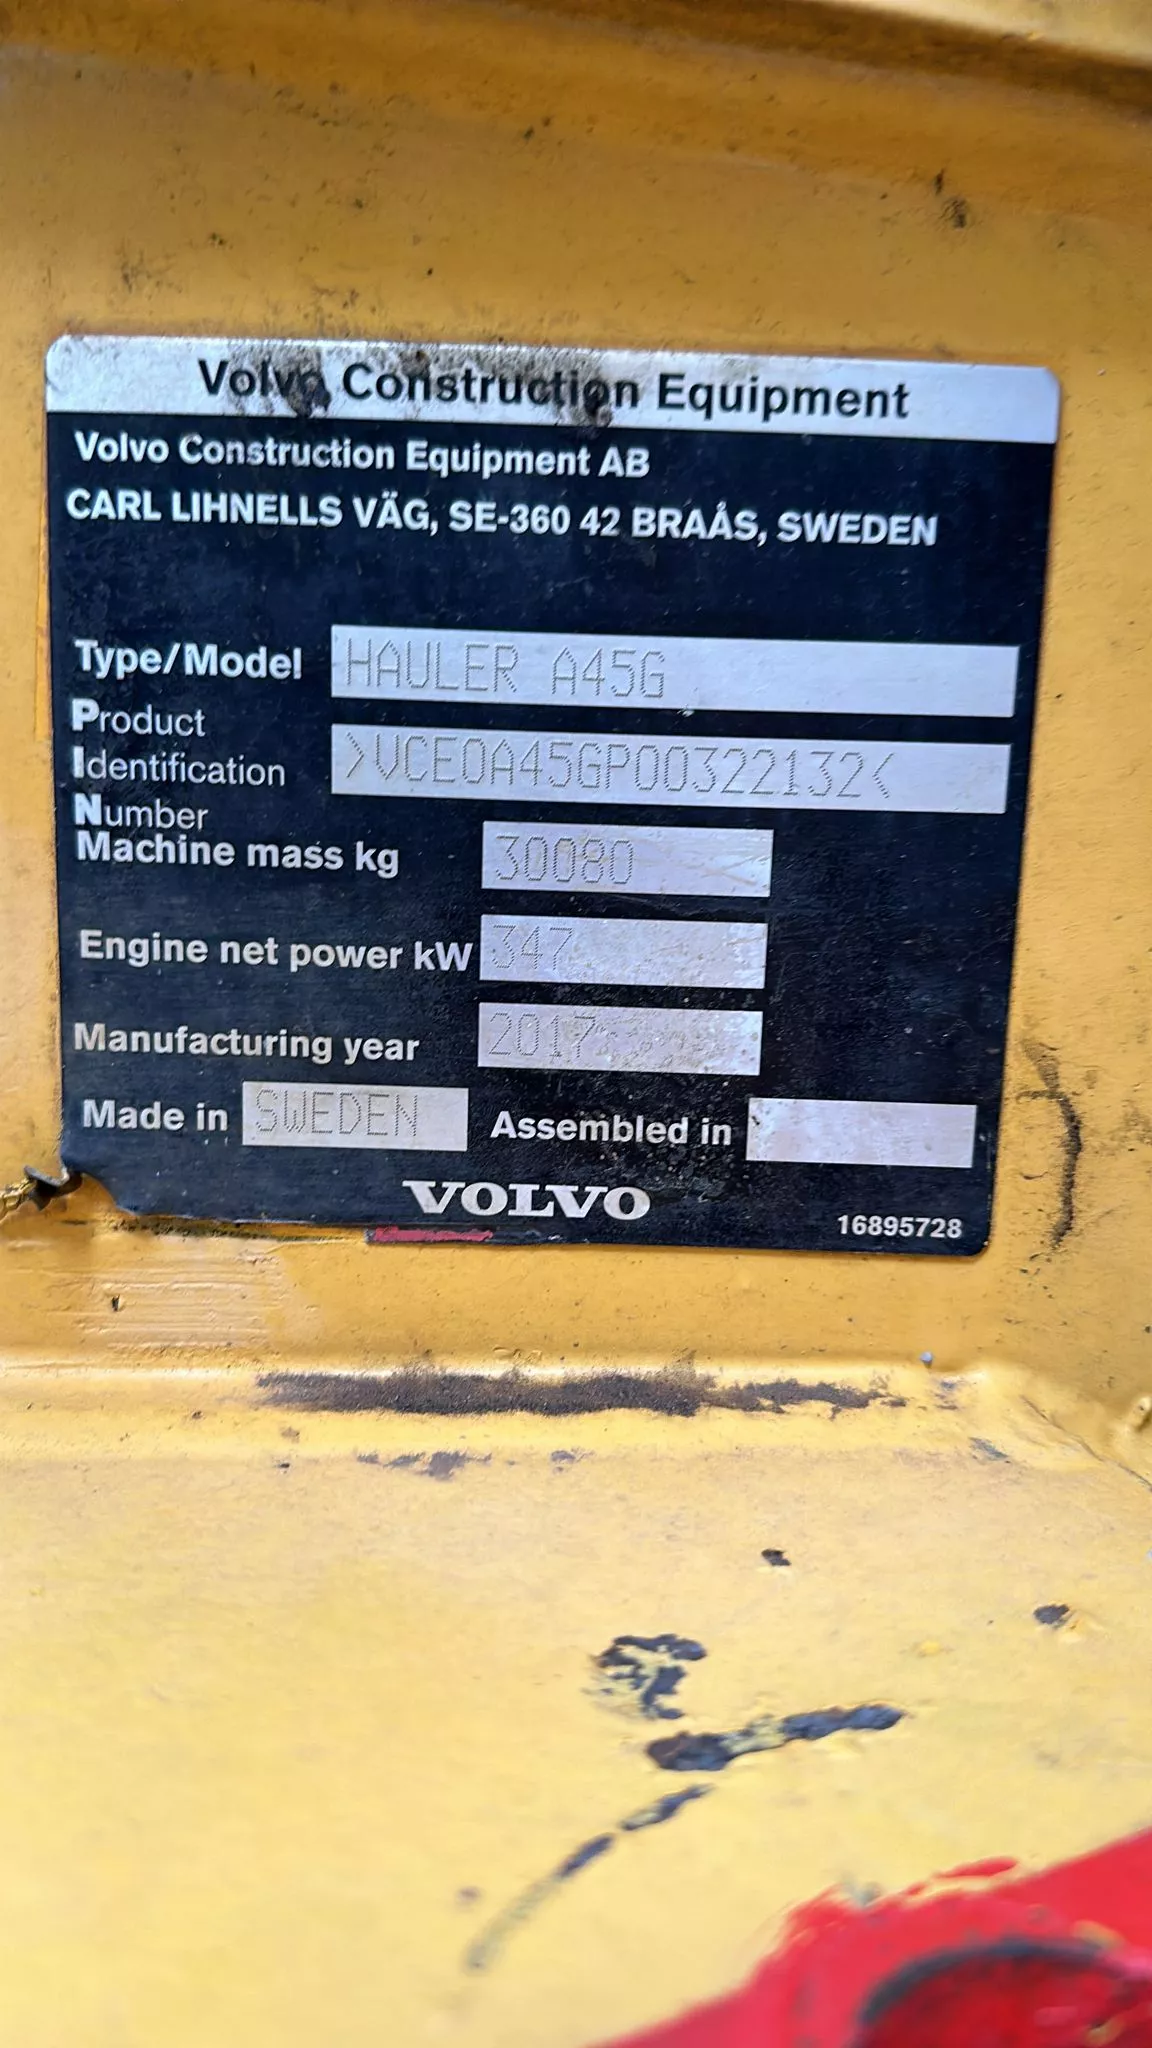 Volvo Construction Equipment
Volvo Construction Equipment AB
CARL LIHNELLS VÄG, SE-360 42 BRAÅS, SWEDEN
Type/Model HAULER A45G
Product
Identification >VCE0A45GP00322132<
Number
Machine mass kg 30080
Engine net power kW 347
Manufacturing year 2017
Made in SWEDEN Assembled in
VOLVO
16895728